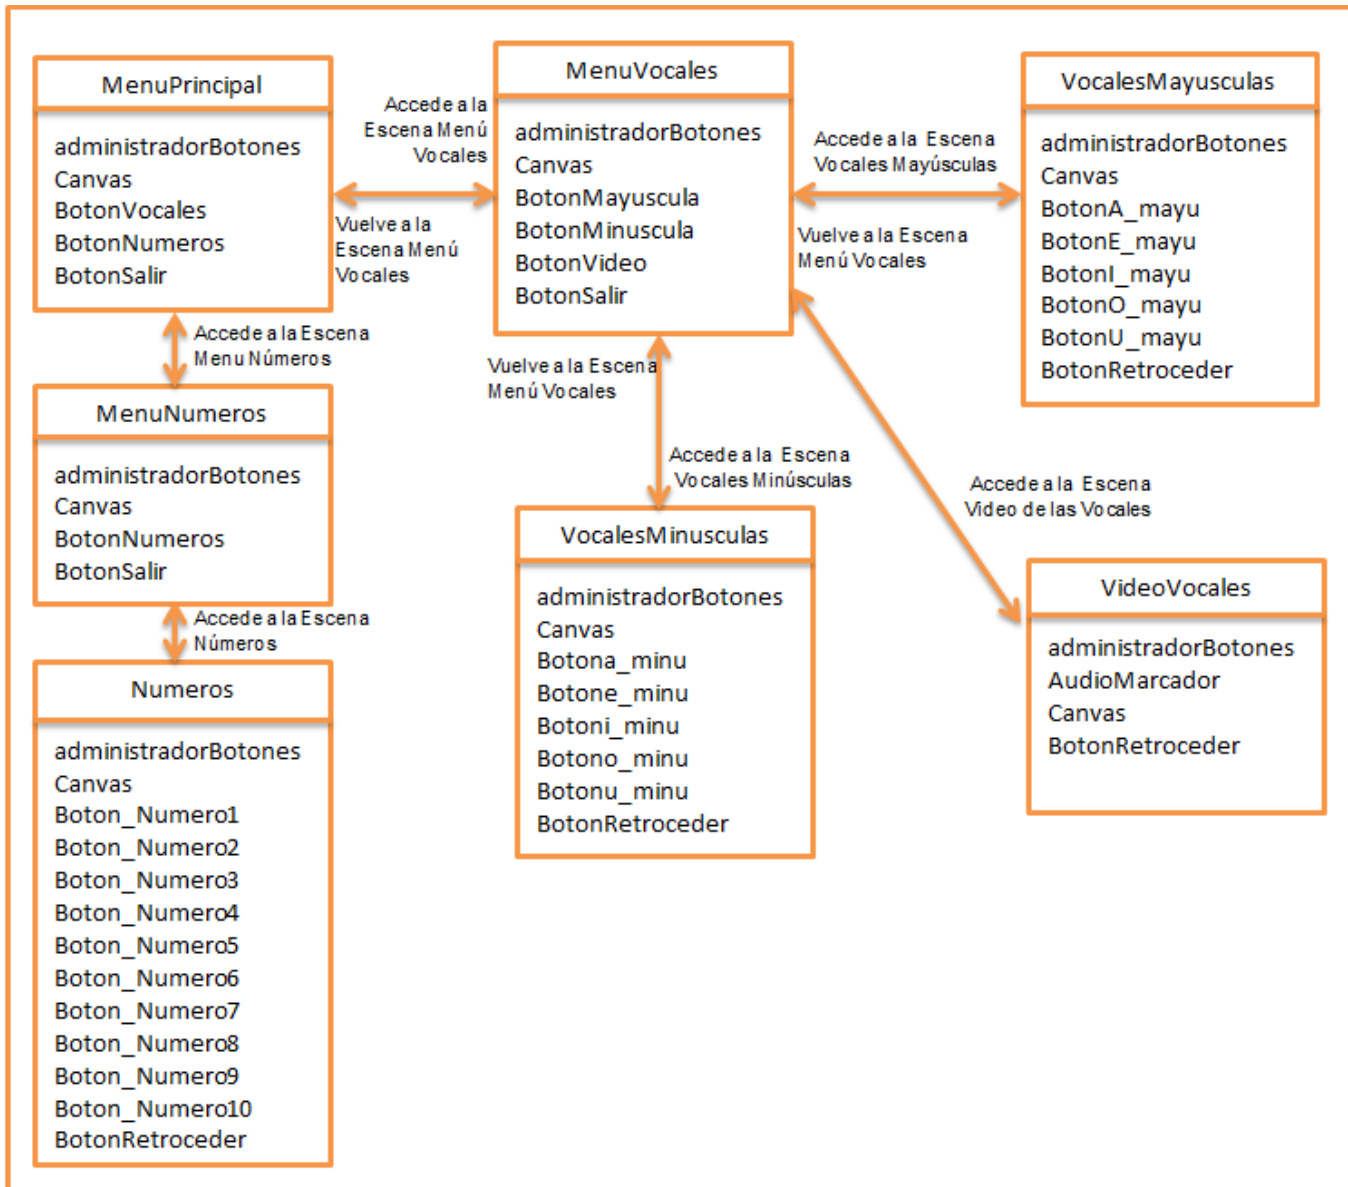 MenuPrincipal
administradorBotones
Canvas
BotonVocales
BotonNumeros
BotonSalir
Accede a la
Escena Menú
Vocales
Vuelve a la
Escena Menú
Vocales
MenuVocales
administradorBotones
Canvas
BotonMayuscula
BotonMinuscula
BotonVideo
BotonSalir
Accede a la Escena
Vocales Mayúsculas
Vuelve a la Escena
Menú Vocales
VocalesMayusculas
administradorBotones
Canvas
BotonA_mayu
BotonE_mayu
BotonI_mayu
BotonO_mayu
BotonU_mayu
BotonRetroceder
Accede a la Escena
Menu Números
MenuNumeros
administradorBotones
Canvas
BotonNumeros
BotonSalir
Accede a la Escena
Números
Numeros
administradorBotones
Canvas
Boton_Numero1
Boton_Numero2
Boton_Numero3
Boton_Numero4
Boton_Numero5
Boton_Numero6
Boton_Numero7
Boton_Numero8
Boton_Numero9
Boton_Numero10
BotonRetroceder
Vuelve a la Escena
Menú Vocales
Accede a la Escena
Vocales Minúsculas
VocalesMinusculas
administradorBotones
Canvas
Botona_minu
Botone_minu
Botoni_minu
Botono_minu
Botonu_minu
BotonRetroceder
Accede a la Escena
Video de las Vocales
VideoVocales
administradorBotones
AudioMarcador
Canvas
BotonRetroceder